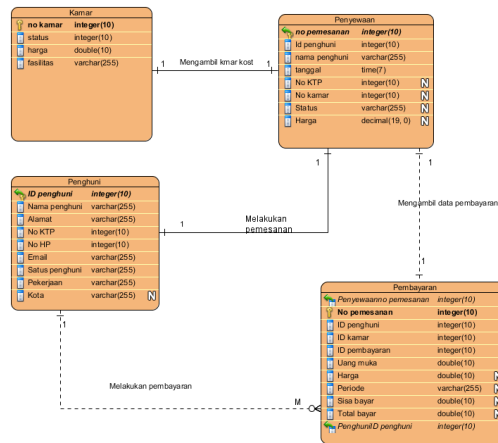 Kamar
no kamar integer(10)
status integer(10)
harga double(10)
fasilitas varchar(255)
Penyewaan
no pemesanan integer(10)
Id penghuni integer(10)
nama penghuni varchar(255)
tanggal time(7)
No KTP integer(10) N
No kamar integer(10) N
Status varchar(255) N
Harga decimal(19, 0) N
1 Mengambil kmar kost 1
1
1
Penghuni
ID penghuni integer(10)
Nama penghuni varchar(255)
Alamat varchar(255)
No KTP integer(10)
No HP integer(10)
Email varchar(255)
Satus penghuni varchar(255)
Pekerjaan varchar(255)
Kota varchar(255) N
1
Melakukan
pemesanan
Mengambil data pembayaran
1
1
Melakukan pembayaran
M
Pembayaran
Penyewaanno pemesanan integer(10)
No pemesanan integer(10)
ID penghuni integer(10)
ID kamar integer(10)
ID pembayaran integer(10)
Uang muka double(10)
Harga double(10)
Periode varchar(255)
Sisa bayar double(10)
Total bayar double(10)
PenghuniID penghuni integer(10)